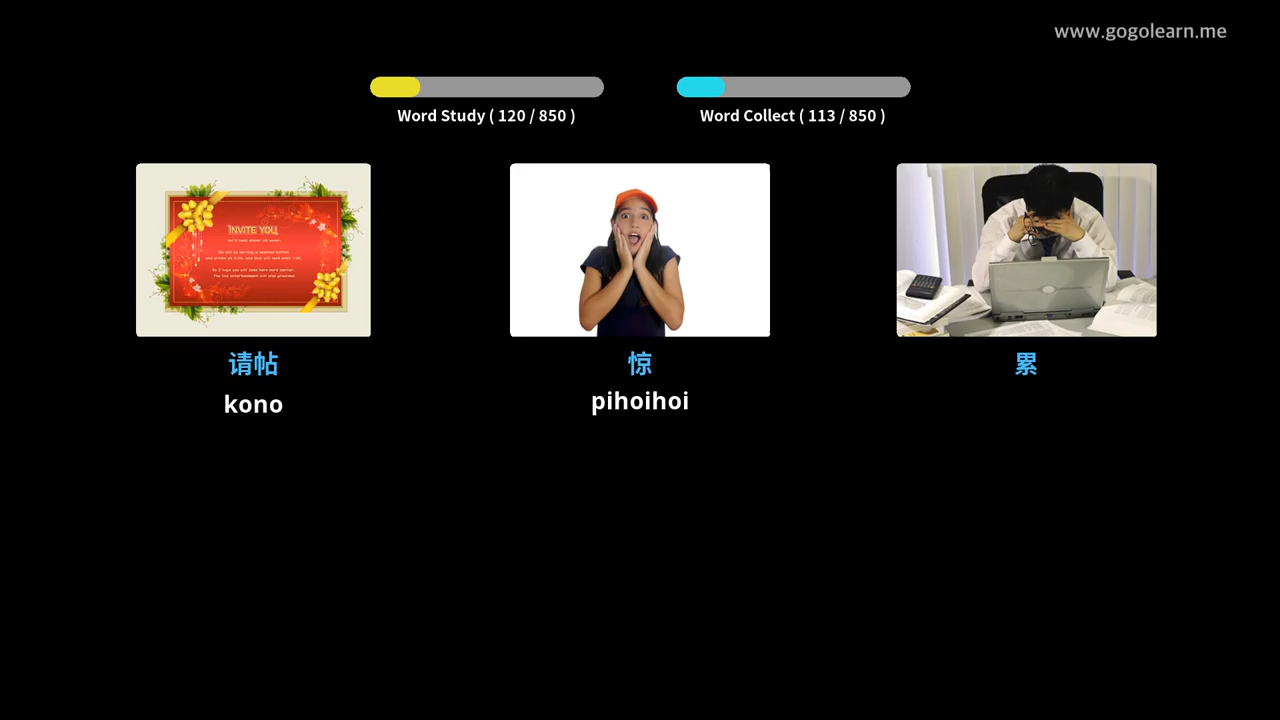 www.gogolearn.me
Word Study ( 120 / 850 )
Word Collect ( 113 / 850 )
INVITE YOU
请帖
惊
累
kono
pihoihoi